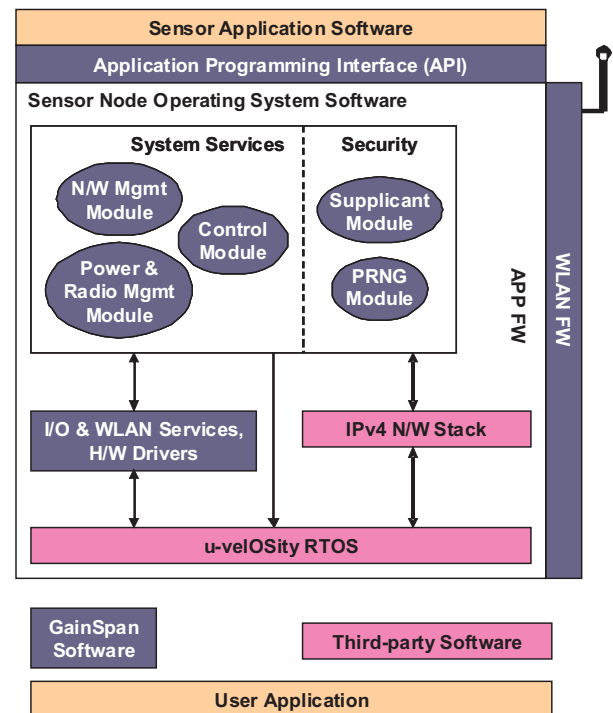 Sensor Application Software
Application Programming Interface (API)
Sensor Node Operating System Software
System Services
Security
N/W Mgmt
Module
Control
Module
Power &
Radio Mgmt
Module
Supplicant
Module
PRNG
Module
APP FW
WLAN FW
I/O & WLAN Services,
H/W Drivers
IPv4 N/W Stack
u-velOSity RTOS
GainSpan
Software
Third-party Software
User Application